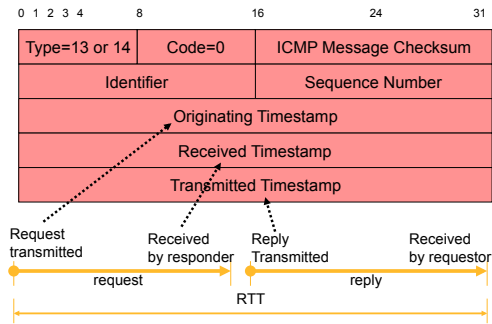 0 1 2 3 4 8 16 24 31
Type=13 or 14 Code=0 ICMP Message Checksum
Identifier Sequence Number
Originating Timestamp
Received Timestamp
Transmitted Timestamp
Request
transmitted
Received
by responder
Reply
Transmitted
Received
by requestor
request reply
RTT